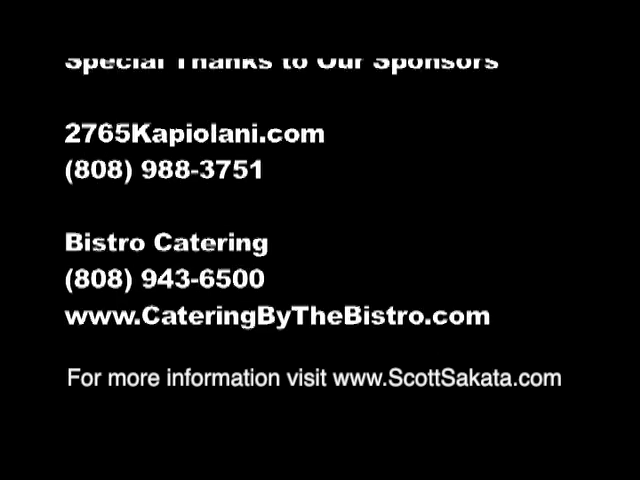 Special Thanks to Our Sponsors
2765Kapiolani.com
(808) 988-3751
Bistro Catering
(808) 943-6500
www.CateringByTheBistro.com
For more information visit www.ScottSakata.com